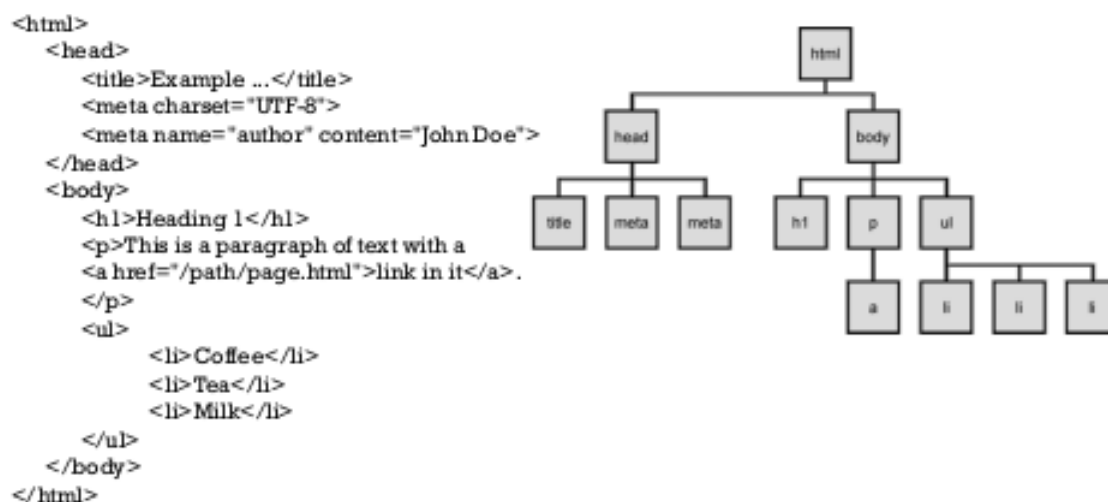 <html>
<head>
<title>Example ...</title>
<meta charset="UTF-8">
<meta name="author" content="John Doe">
</head>
<body>
<h1>Heading 1</h1>
<p>This is a paragraph of text with a
<a href="/path/page.html">link in it</a>.
</p>
<ul>
<li>Coffee</li>
<li>Tea</li>
<li>Milk</li>
</ul>
</body>
</html>
html
head body
title meta meta h1 p ul
a li li li